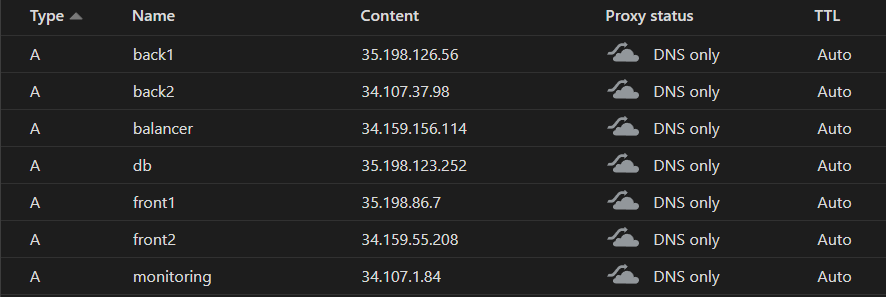 Type Name Content Proxy status TTL
A back1 35.198.126.56 DNS only Auto
A back2 34.107.37.98 DNS only Auto
A balancer 34.159.156.114 DNS only Auto
A db 35.198.123.252 DNS only Auto
A front1 35.198.86.7 DNS only Auto
A front2 34.159.55.208 DNS only Auto
A monitoring 34.107.1.84 DNS only Auto